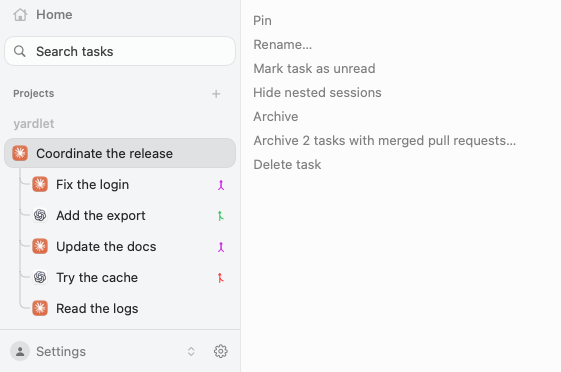 Home
Search tasks
Projects
yardlet
Coordinate the release
Fix the login
Add the export
Update the docs
Try the cache
Read the logs
Settings
Pin
Rename...
Mark task as unread
Hide nested sessions
Archive
Archive 2 tasks with merged pull requests...
Delete task